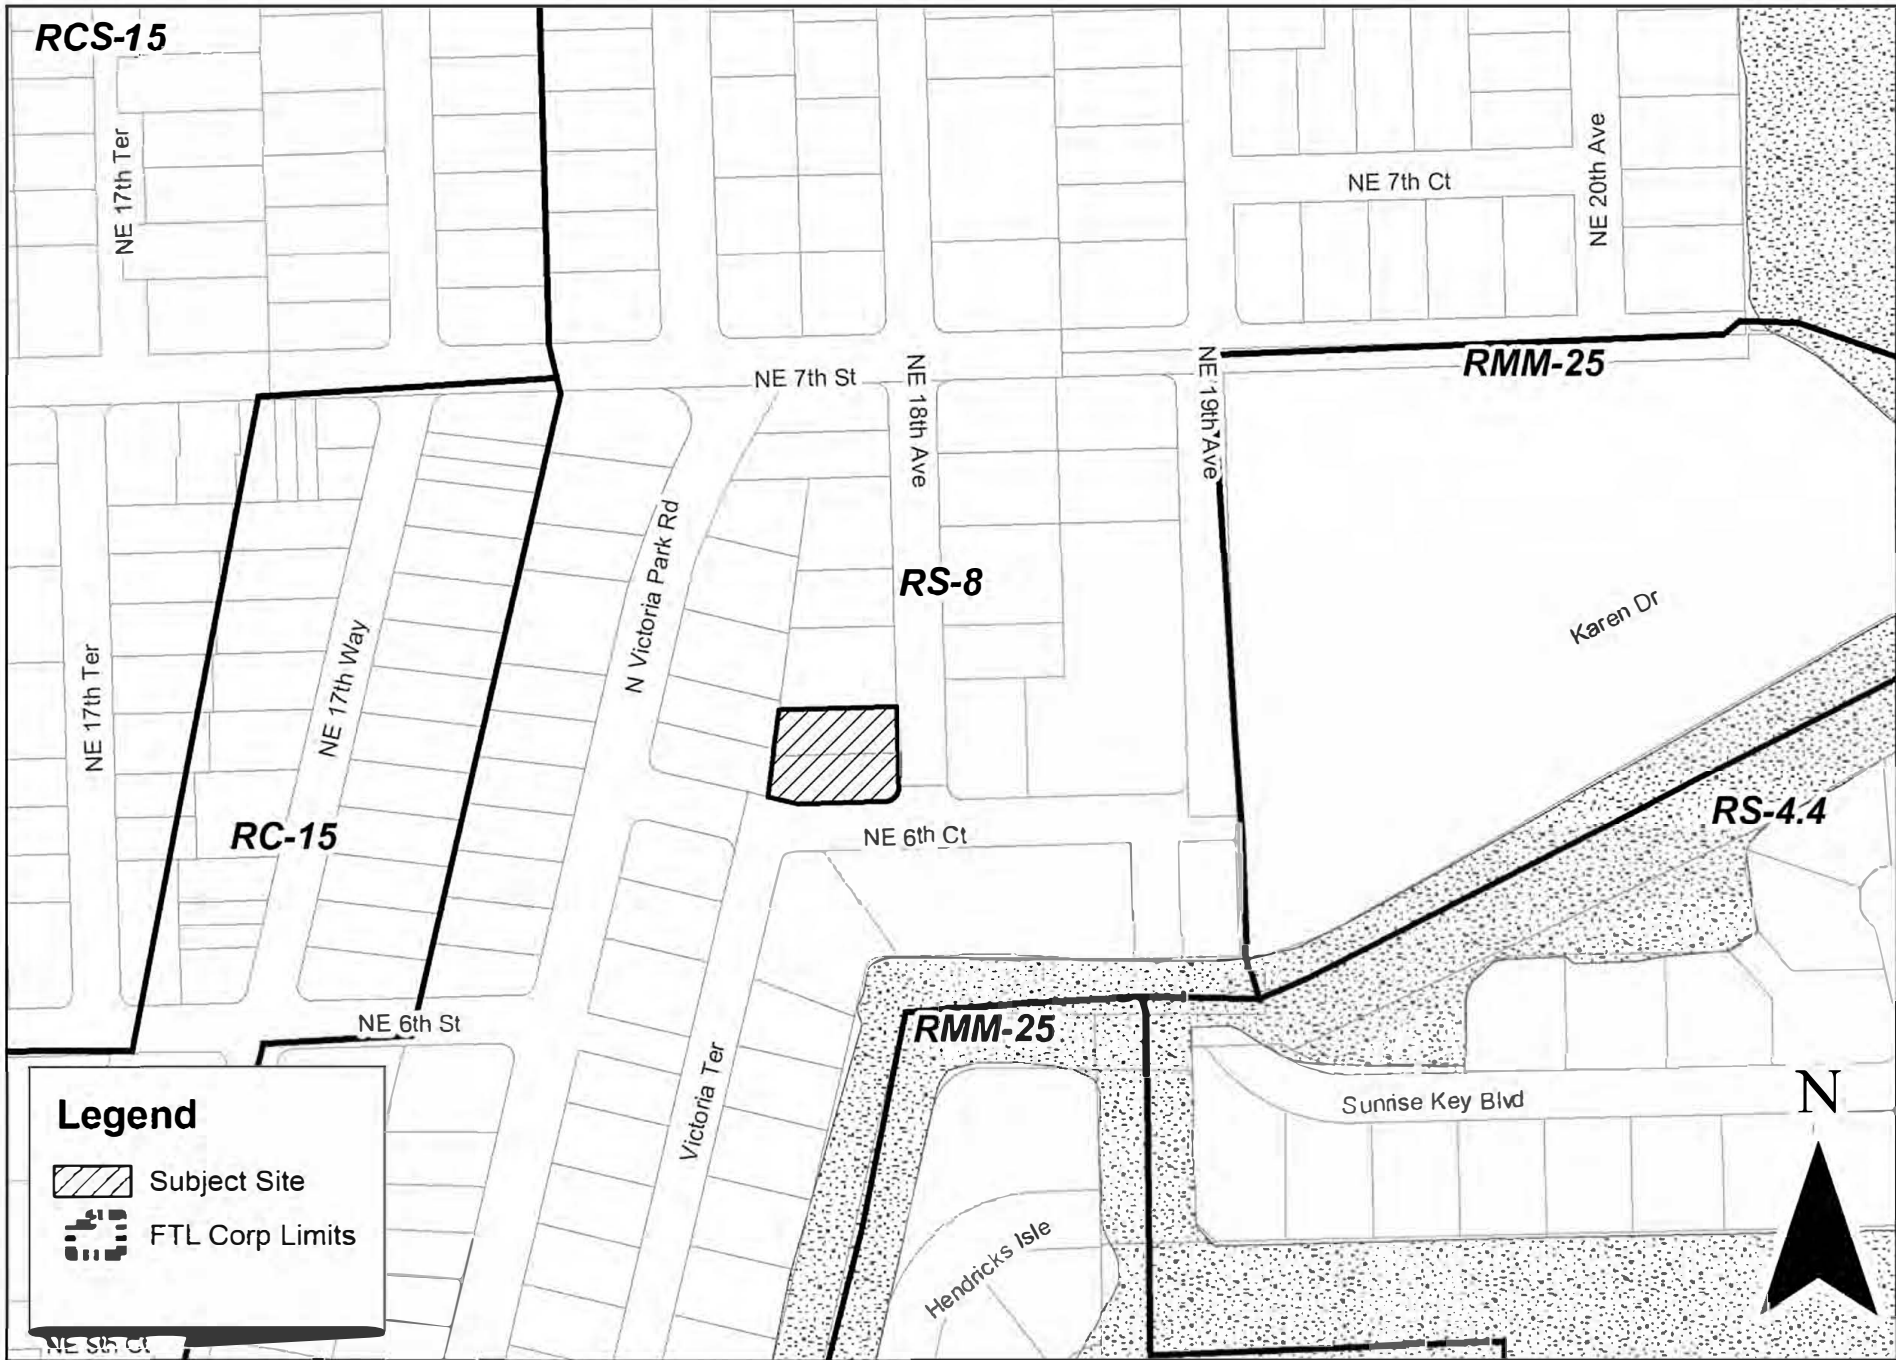 RCS-15
NE 17th Ter
NE 7th Ct
NE 20th Ave
NE 7th St
NE 18th Ave
NE 19th Ave
RMM-25
N Victoria Park Rd
RS-8
Karen Dr
NE 17th Ter
NE 17th Way
RC-15
NE 6th Ct
RS-4.4
NE 6th St
RMM-25
Victoria Ter
Sunrise Key Blvd
N
Hendricks Isle
Legend
Subject Site
FTL Corp Limits
NE 5th Ct